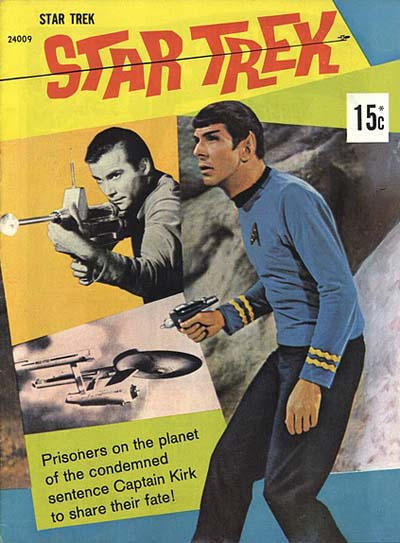 STAR TREK
24009
STAR TREK
15c*
Prisoners on the planet
of the condemned
sentence Captain Kirk
to share their fate!